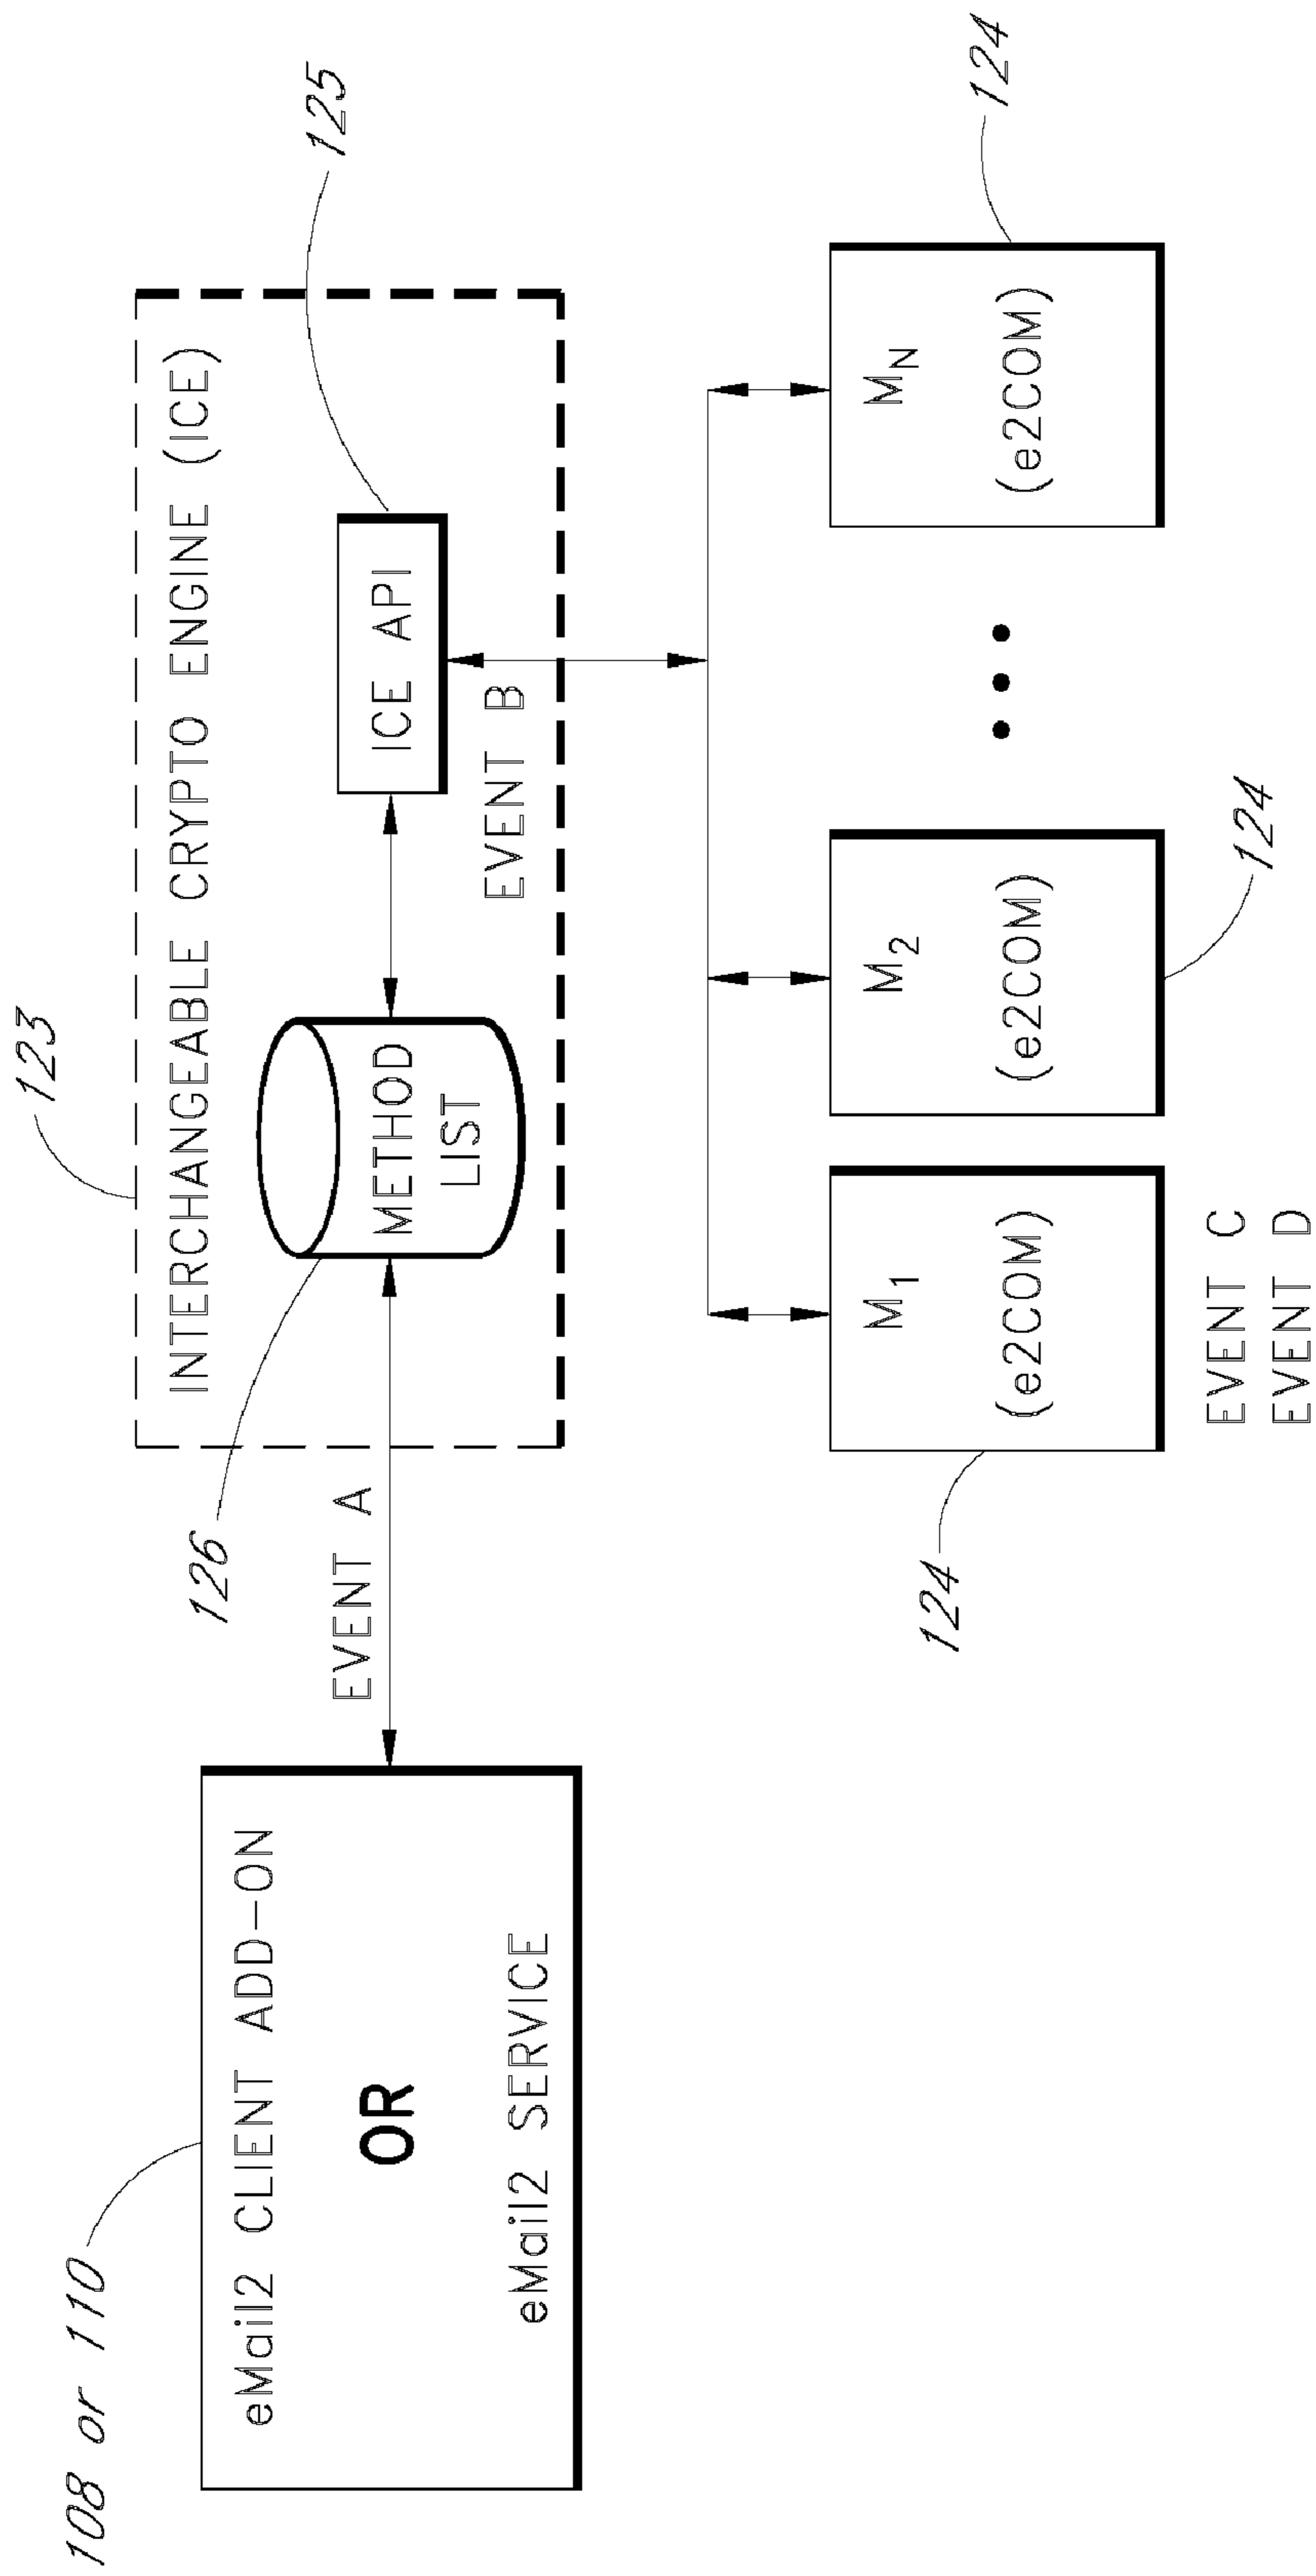 123
INTERCHANGEABLE CRYPTO ENGINE (ICE)
125
108 or 110
126
eMail2 CLIENT ADD-ON
OR
eMail2 SERVICE
EVENT A
METHOD
LIST
ICE API
EVENT B
M1
(e2COM)
M2
(e2COM)
MN
(e2COM)
124
124
124
EVENT C
EVENT D